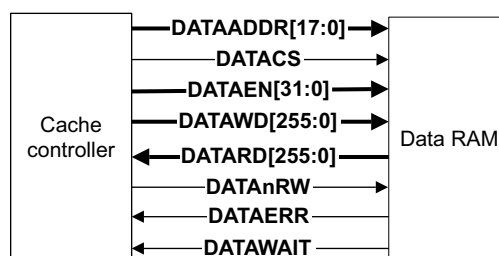 DATAADDR[17:0]
DATACS
DATAEN[31:0]
DATAWD[255:0]
Cache
controller
Data RAM
DATARD[255:0]
DATAnRW
DATAERR
DATAWAIT